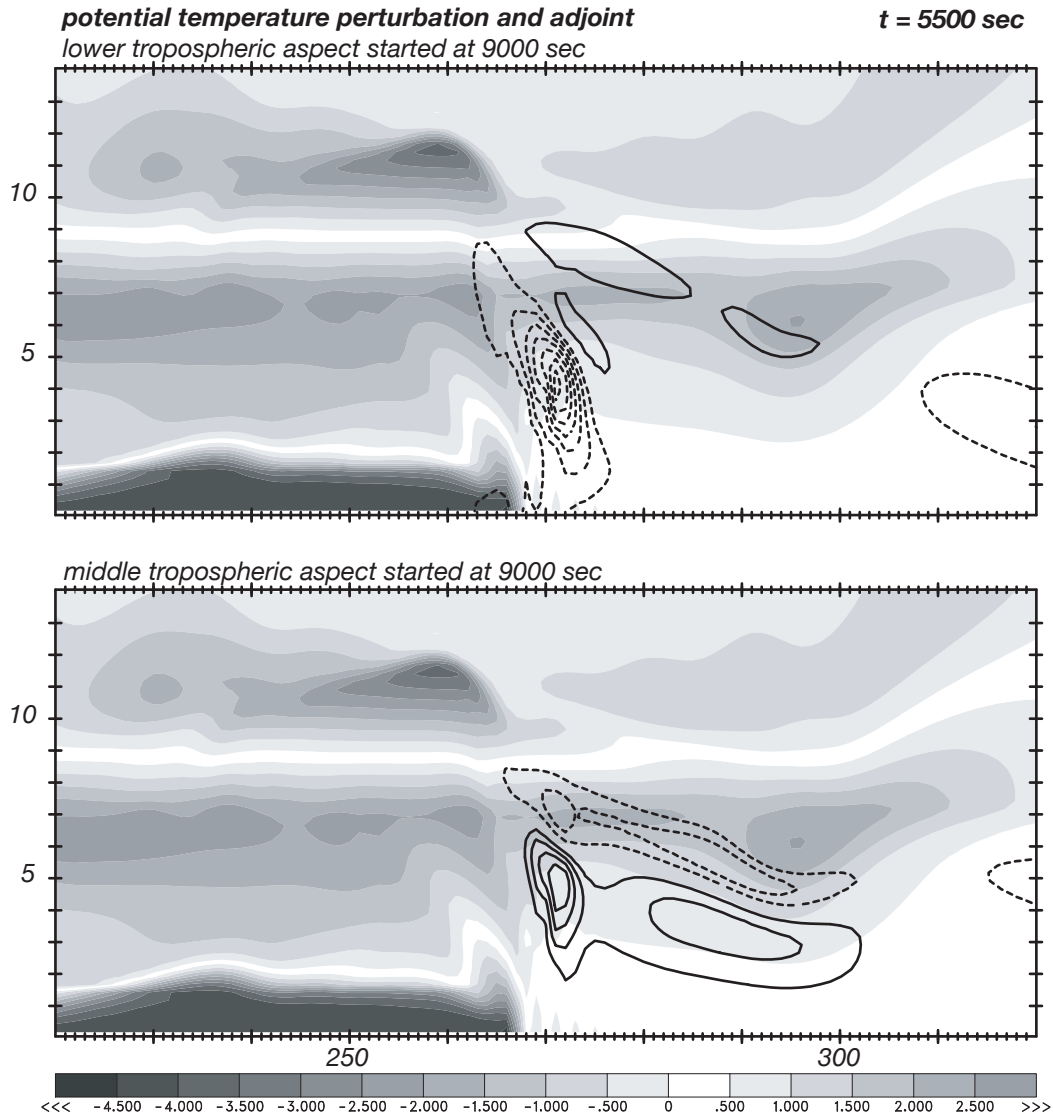 potential temperature perturbation and adjoint t = 5500 sec
lower tropospheric aspect started at 9000 sec
10
5
middle tropospheric aspect started at 9000 sec
10
5
250 300
<<< -4.500 -4.000 -3.500 -3.000 -2.500 -2.000 -1.500 -1.000 -.500 0 .500 1.000 1.500 2.000 2.500 >>>